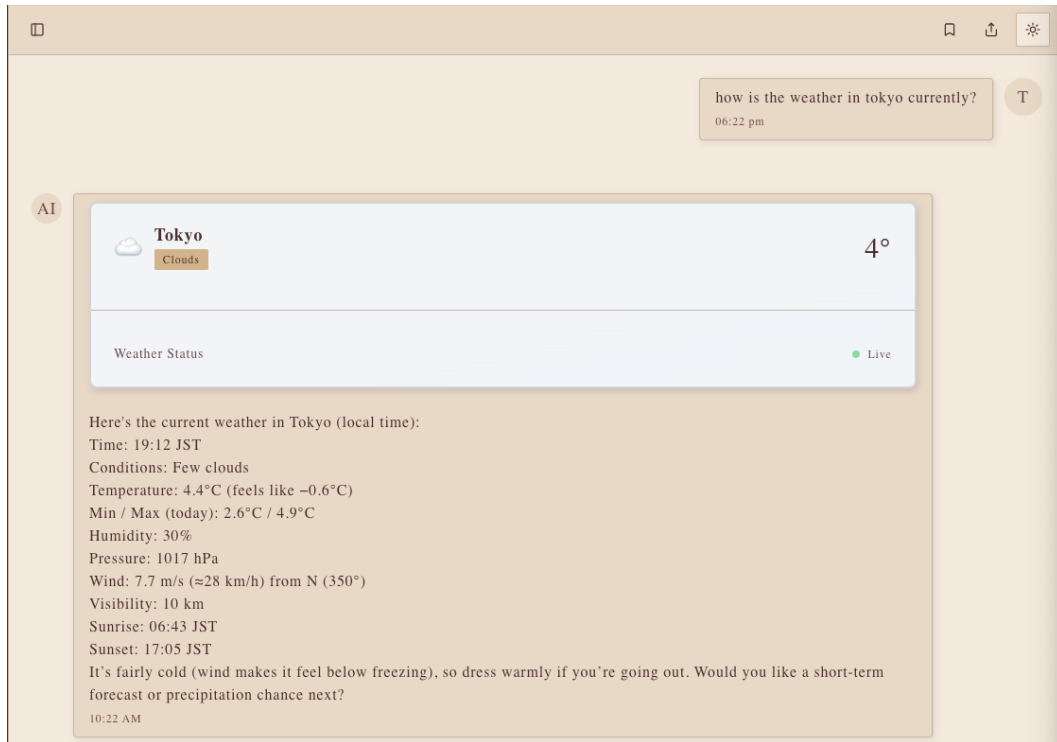 how is the weather in tokyo currently?
06:22 pm
T
AI
Tokyo
Clouds
4°
Weather Status
Live
Here's the current weather in Tokyo (local time):
Time: 19:12 JST
Conditions: Few clouds
Temperature: 4.4°C (feels like −0.6°C)
Min / Max (today): 2.6°C / 4.9°C
Humidity: 30%
Pressure: 1017 hPa
Wind: 7.7 m/s (≈28 km/h) from N (350°)
Visibility: 10 km
Sunrise: 06:43 JST
Sunset: 17:05 JST
It’s fairly cold (wind makes it feel below freezing), so dress warmly if you’re going out. Would you like a short-term
forecast or precipitation chance next?
10:22 AM